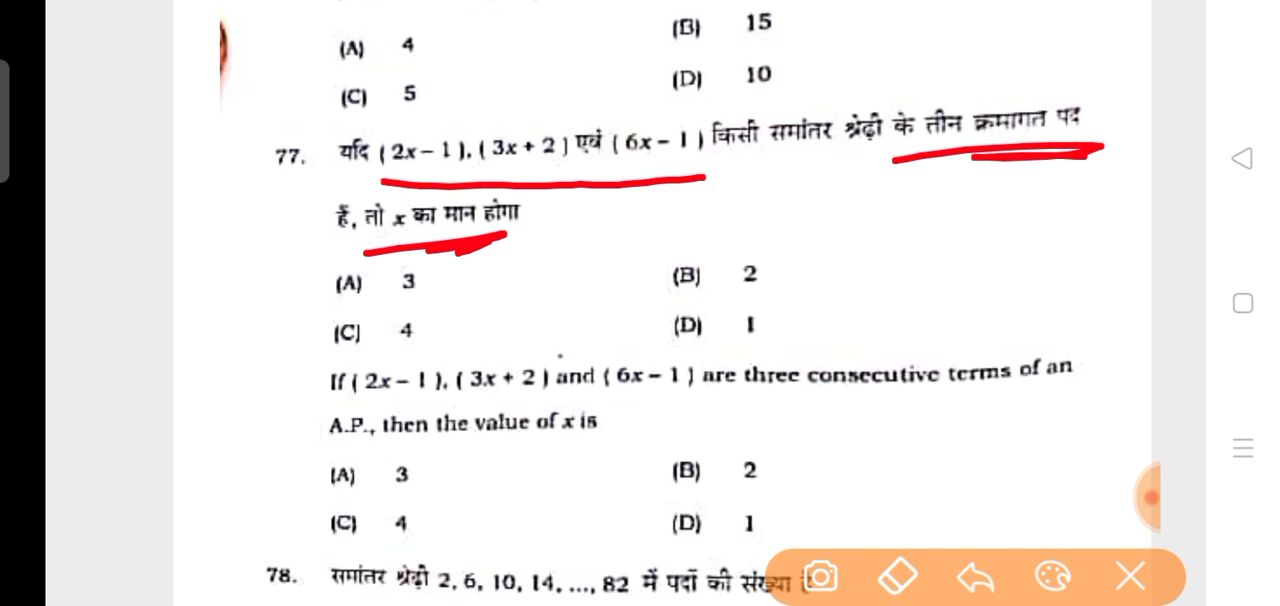 (A) 4 (B) 15
(C) 5 (D) 10
77. यदि ( 2x – 1 ), ( 3x + 2 ) एवं ( 6x – 1 ) किसी समांतर श्रेढ़ी के तीन क्रमागत पद
हैं, तो x का मान होगा
(A) 3 (B) 2
(C) 4 (D) 1
If ( 2x – 1 ), ( 3x + 2 ) and ( 6x – 1 ) are three consecutive terms of an
A.P., then the value of x is
(A) 3 (B) 2
(C) 4 (D) 1
78. समांतर श्रेढ़ी 2, 6, 10, 14, ..., 82 में पदों की संख्या